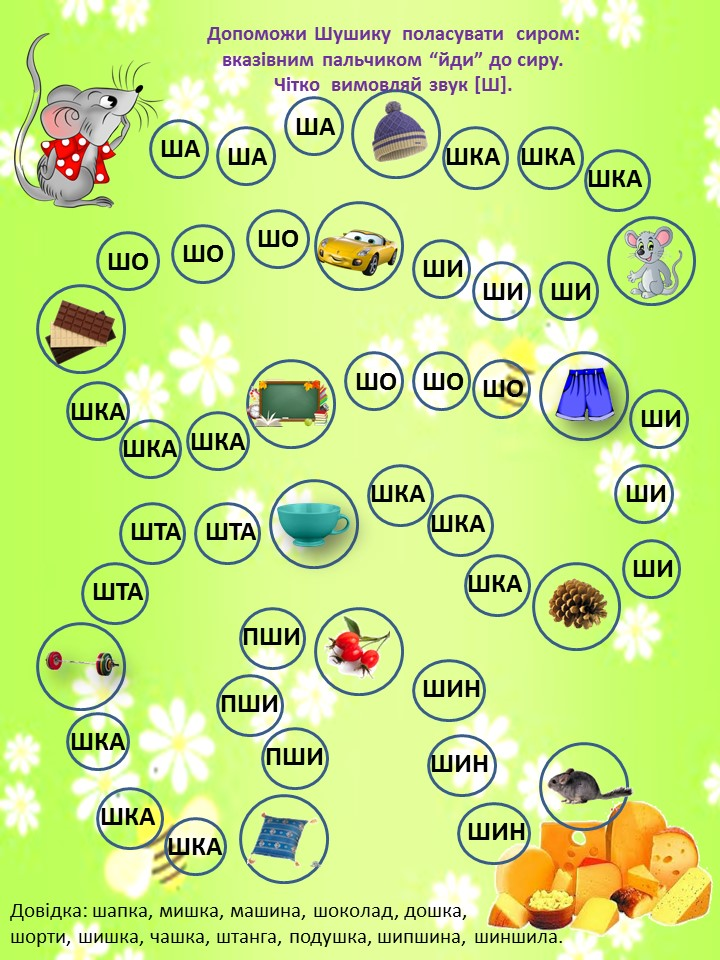 Допоможи Шушику поласувати сиром:
вказівним пальчиком “йди” до сиру.
Чітко вимовляй звук [Ш].
ША
ША
ША
ШКА
ШКА
ШКА
ШИ
ШИ
ШИ
ШО
ШО
ШО
ШКА
ШКА
ШКА
ШО
ШО
ШО
ШИ
ШИ
ШИ
ШКА
ШКА
ШКА
ШТА
ШТА
ШТА
ШКА
ШКА
ШКА
ПШИ
ПШИ
ПШИ
ШИН
ШИН
ШИН
Довідка: шапка, мишка, машина, шоколад, дошка,
шорти, шишка, чашка, штанга, подушка, шипшина, шиншила.